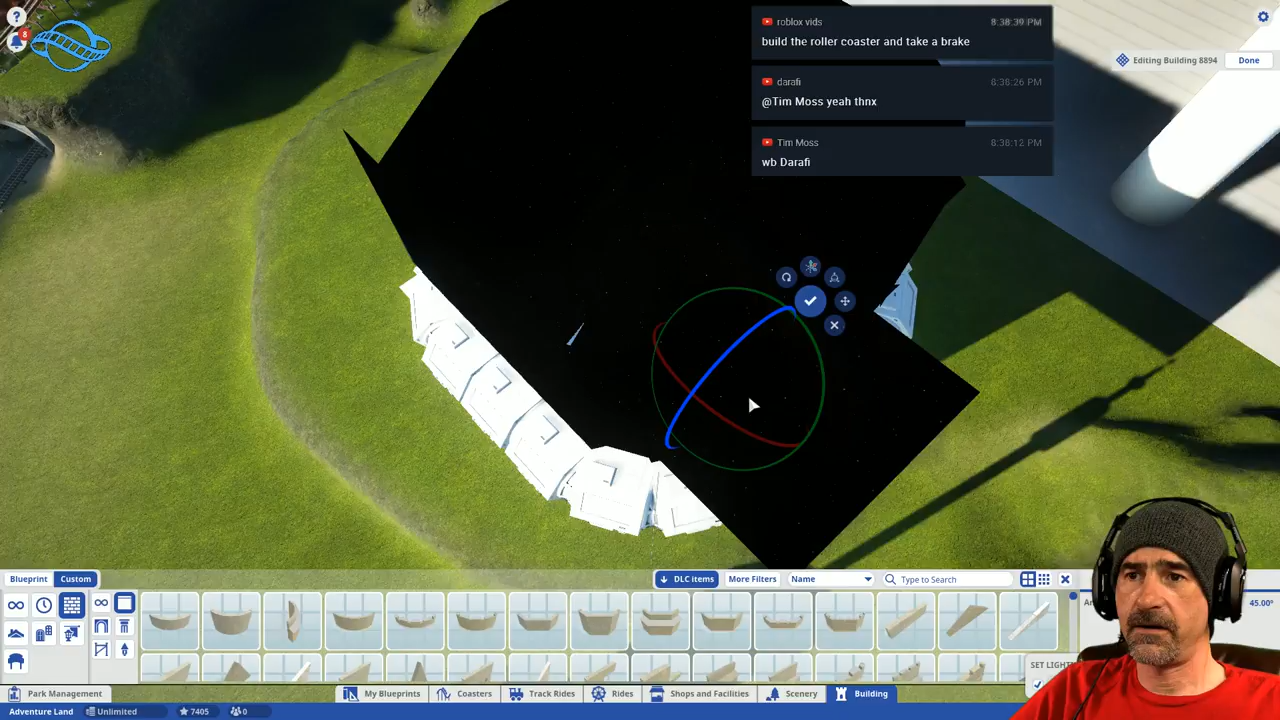 ?
8
roblox vids 8:38:39 PM
build the roller coaster and take a brake
darafi 8:38:26 PM
@Tim Moss yeah thnx
Tim Moss 8:38:12 PM
wb Darafi
Editing Building 8894 Done
Blueprint Custom
DLC items More Filters Name Type to Search
45.00°
SET LIGHT
Park Management My Blueprints Coasters Track Rides Rides Shops and Facilities Scenery Building
Adventure Land Unlimited 7405 0